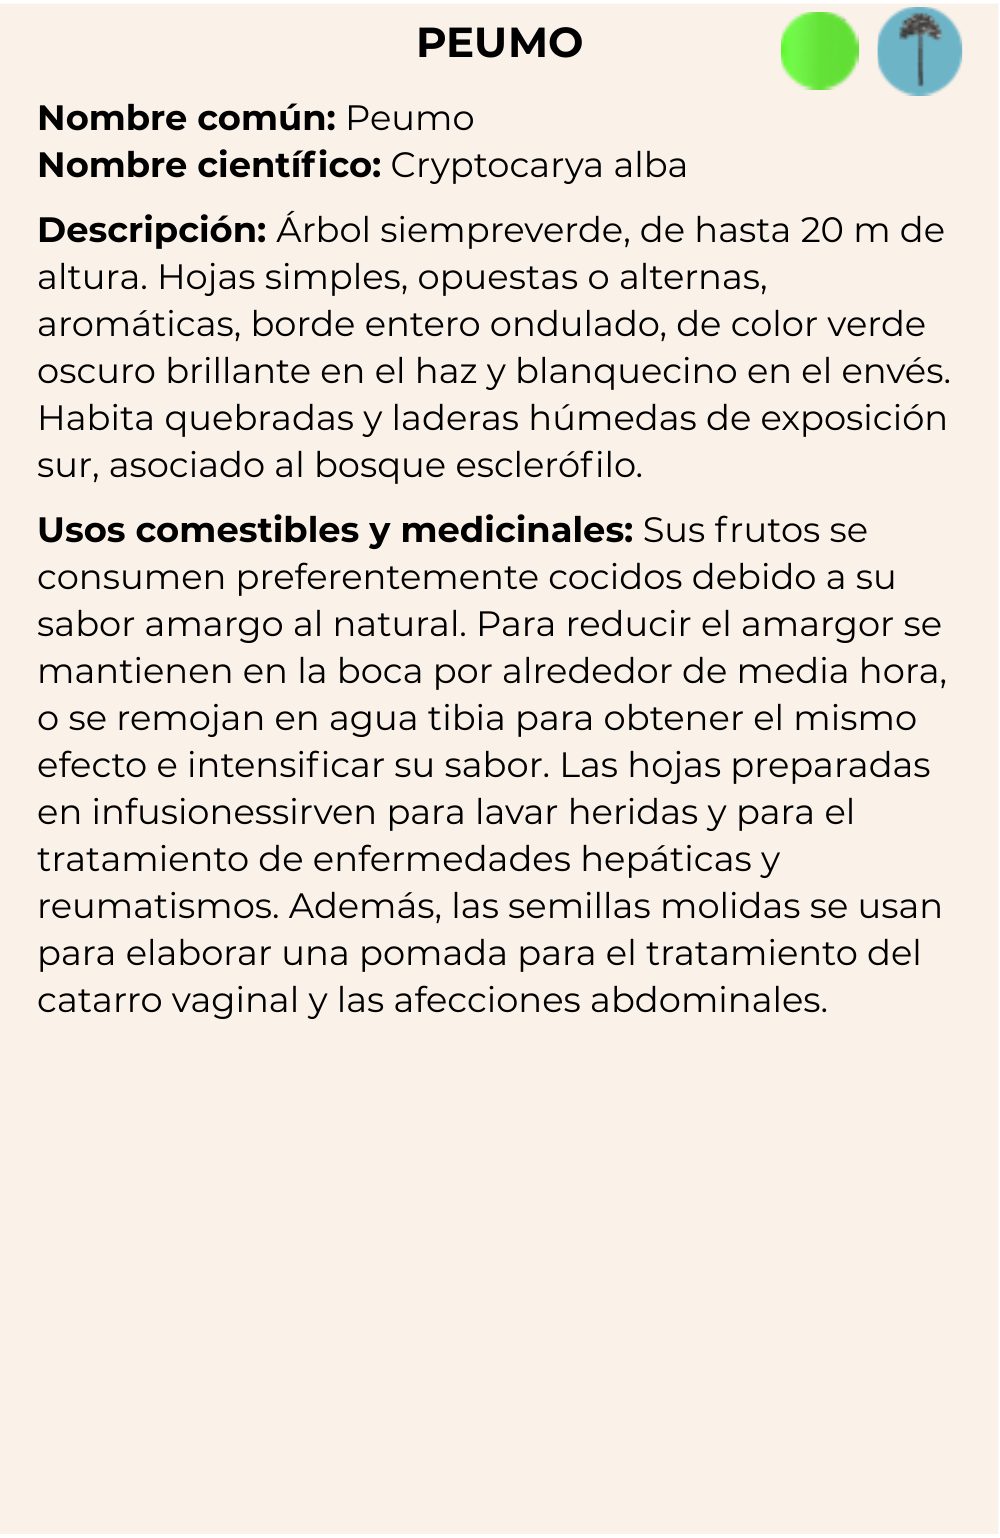 PEUMO
Nombre común: Peumo
Nombre científico: Cryptocarya alba
Descripción: Árbol siempreverde, de hasta 20 m de
altura. Hojas simples, opuestas o alternas,
aromáticas, borde entero ondulado, de color verde
oscuro brillante en el haz y blanquecino en el envés.
Habita quebradas y laderas húmedas de exposición
sur, asociado al bosque esclerófilo.
Usos comestibles y medicinales: Sus frutos se
consumen preferentemente cocidos debido a su
sabor amargo al natural. Para reducir el amargor se
mantienen en la boca por alrededor de media hora,
o se remojan en agua tibia para obtener el mismo
efecto e intensificar su sabor. Las hojas preparadas
en infusionessirven para lavar heridas y para el
tratamiento de enfermedades hepáticas y
reumatismos. Además, las semillas molidas se usan
para elaborar una pomada para el tratamiento del
catarro vaginal y las afecciones abdominales.